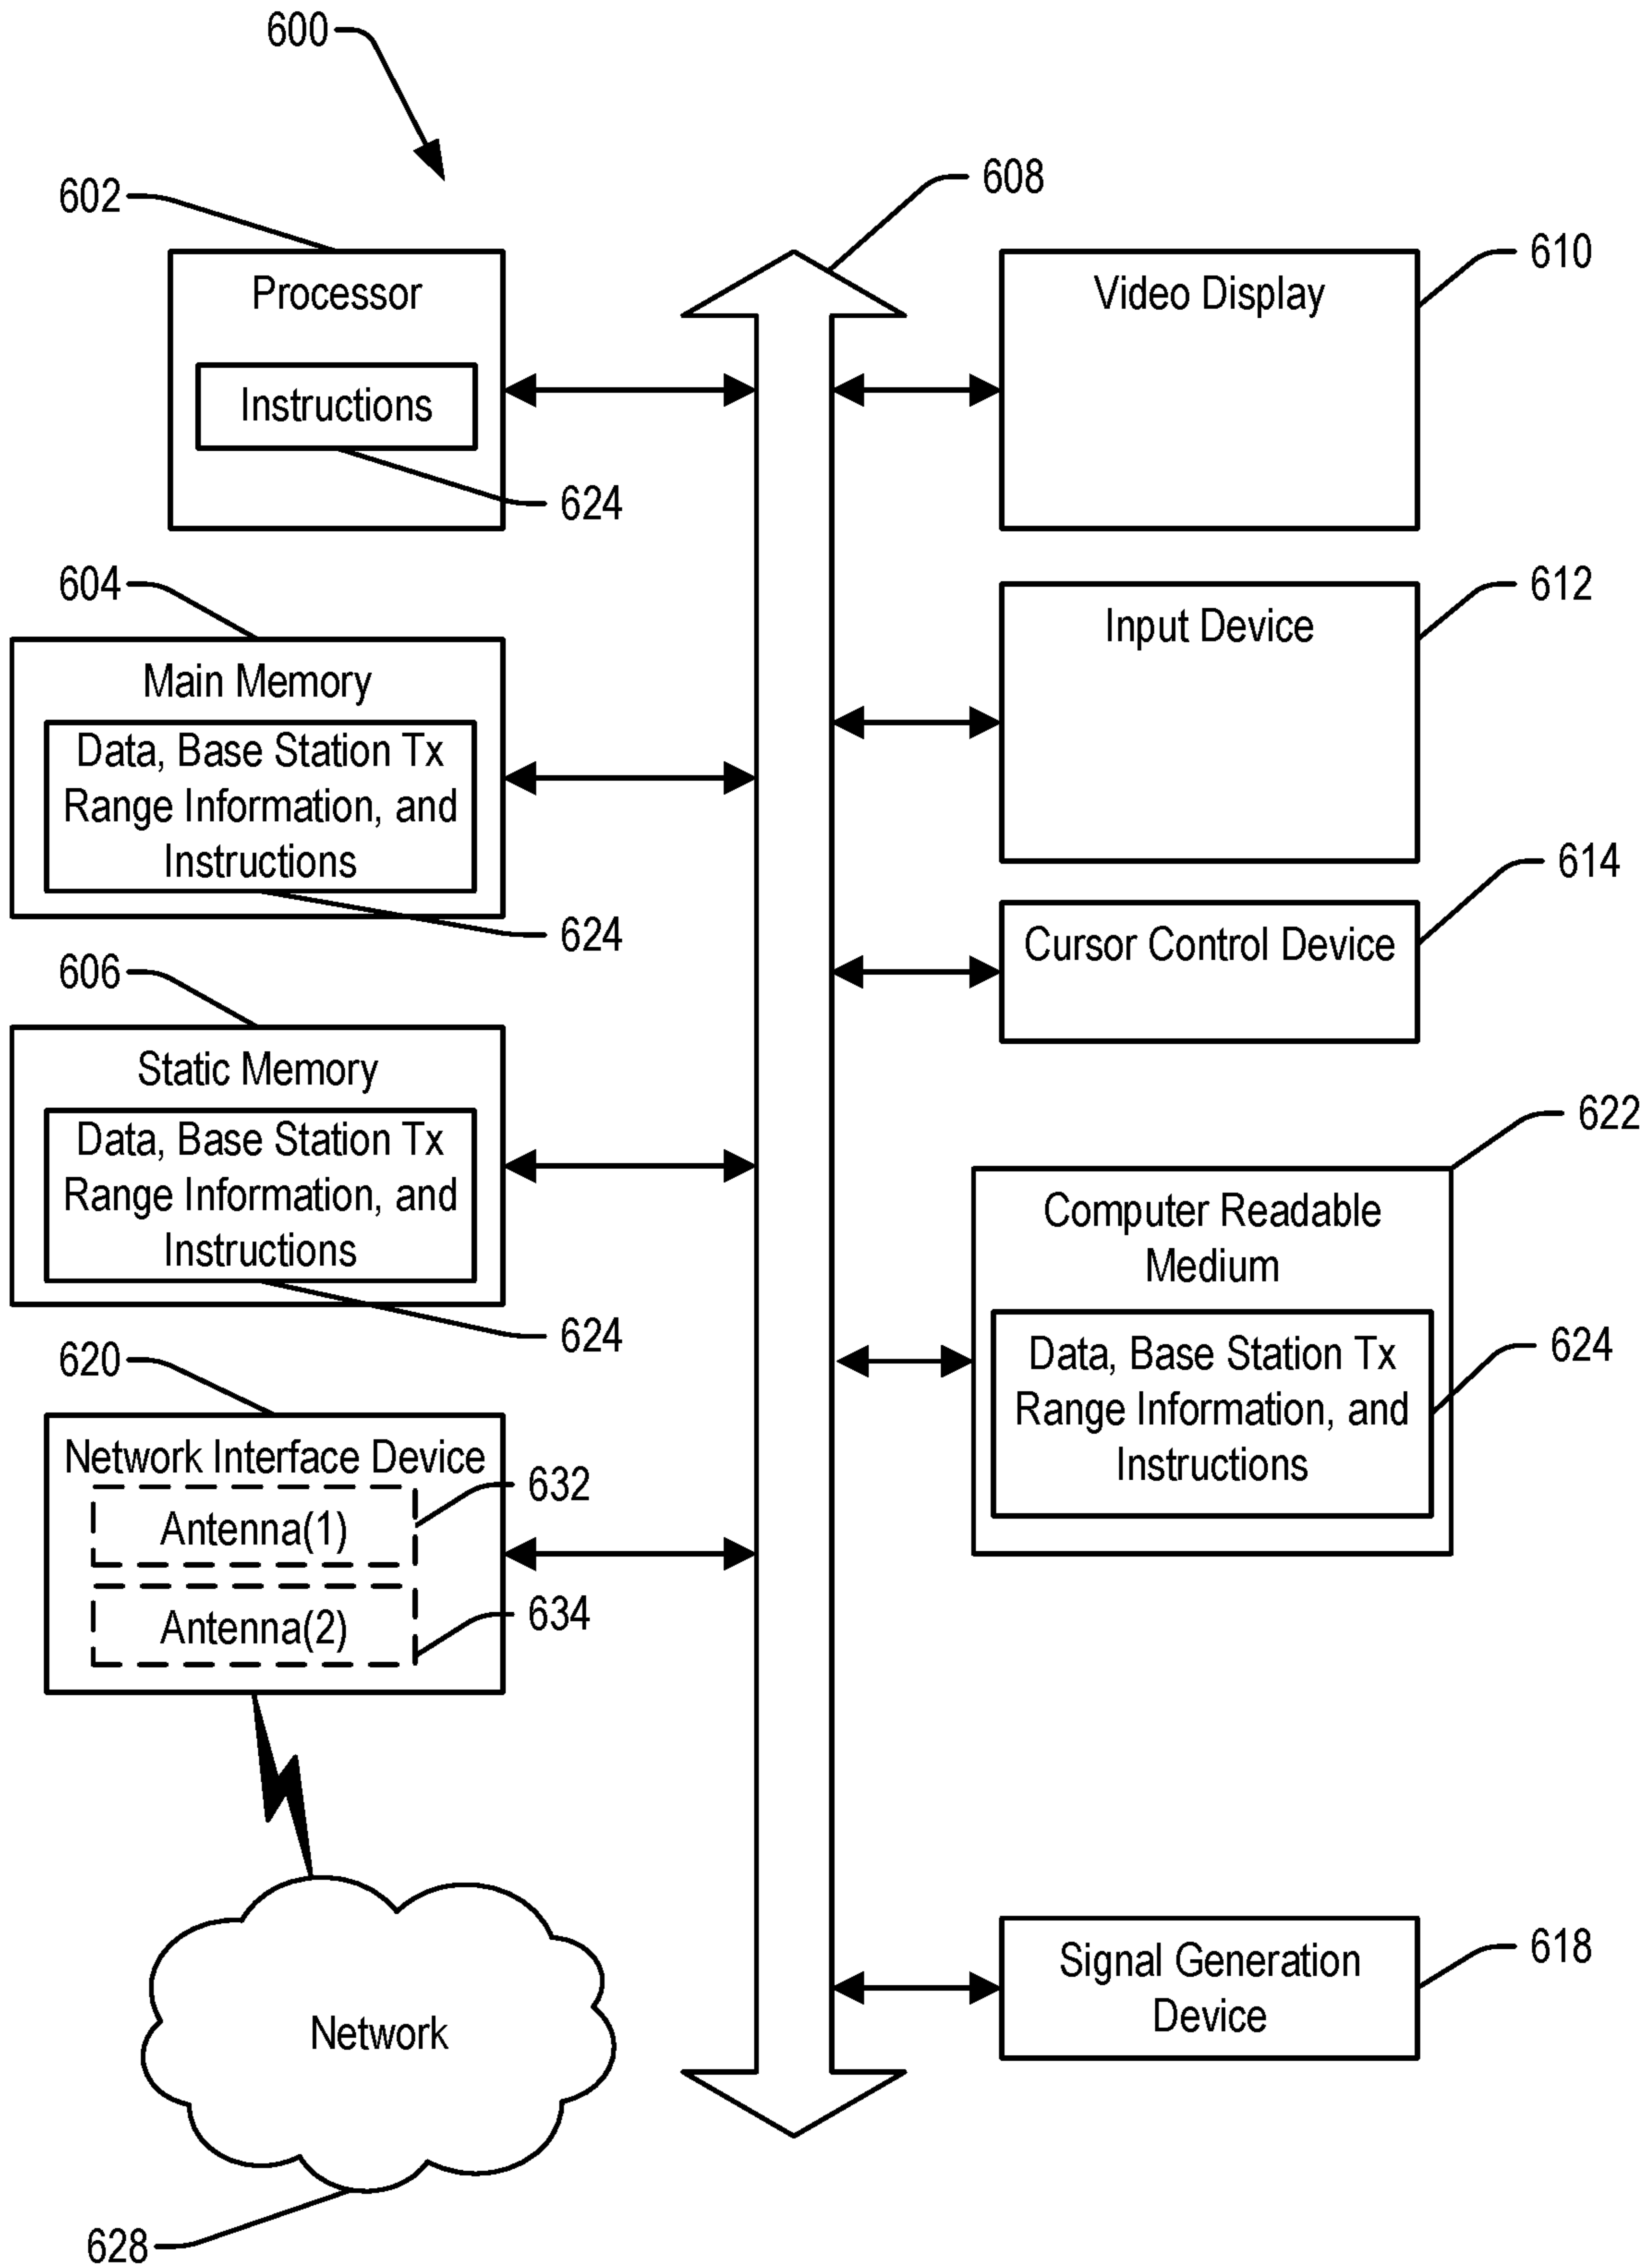 600
602
608
610
Processor
Video Display
Instructions
624
604
612
Main Memory
Input Device
Data, Base Station Tx
Range Information, and
Instructions
624
614
Cursor Control Device
606
Static Memory
Data, Base Station Tx
Range Information, and
Instructions
624
622
Computer Readable
Medium
Data, Base Station Tx
Range Information, and
Instructions
624
620
Network Interface Device
632
Antenna(1)
634
Antenna(2)
618
Signal Generation
Device
Network
628